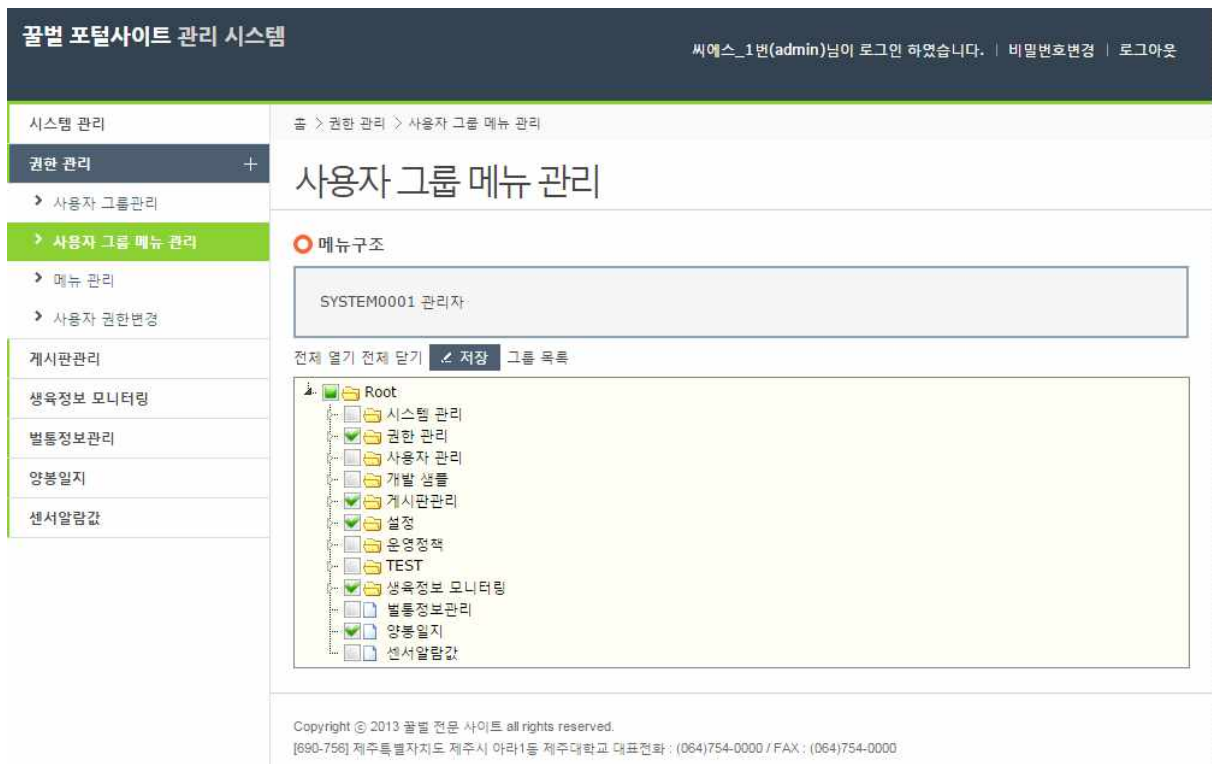 꿀벌 포털사이트 관리 시스템
씨에스_1번(admin)님이 로그인 하였습니다. | 비밀번호변경 | 로그아웃
시스템 관리
권한 관리
사용자 그룹관리
사용자 그룹 메뉴 관리
메뉴 관리
사용자 권한변경
게시판관리
생육정보 모니터링
벌통정보관리
양봉일지
센서알람값
홈 > 권한 관리 > 사용자 그룹 메뉴 관리
사용자 그룹 메뉴 관리
메뉴구조
SYSTEM0001 관리자
전체 열기 전체 닫기 저장 그룹 목록
Root
시스템 관리
권한 관리
사용자 관리
개발 샘플
게시판관리
설정
운영정책
TEST
생육정보 모니터링
벌통정보관리
양봉일지
센서알람값
Copyright ⓒ 2013 꿀벌 전문 사이트 all rights reserved.
[690-756] 제주특별자치도 제주시 아라1동 제주대학교 대표전화 : (064)754-0000 / FAX : (064)754-0000